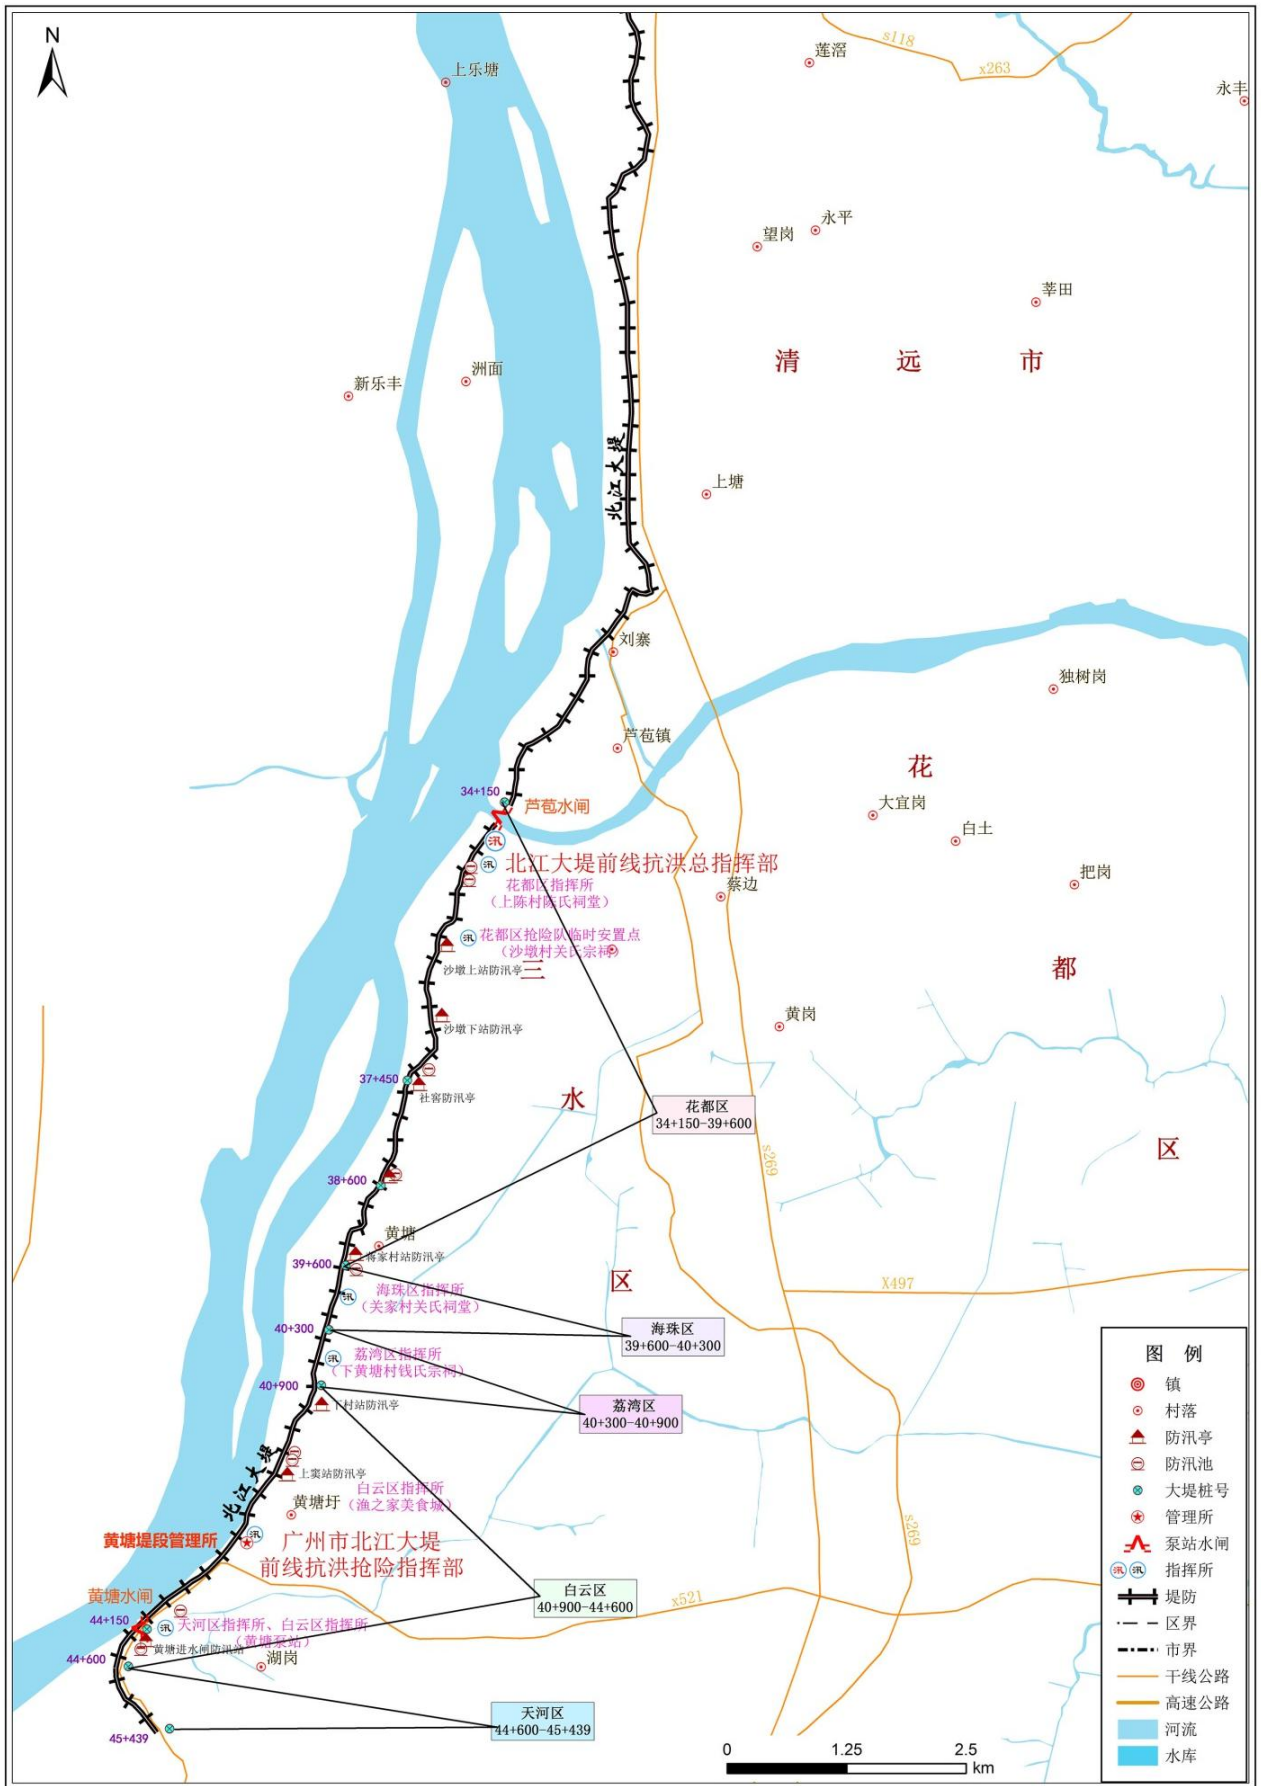 N
上乐塘
莲滘
s118
x263
永丰
望岗
永平
莘田
清远市
新乐丰
洲面
北江大堤
上塘
刘寨
独树岗
芦苞镇
花
34+150
芦苞水闸
大宜岗
白土
汛
北江大堤前线抗洪总指挥部
汛
花都区指挥所
(上陈村陈氏祠堂)
蔡边
把岗
汛
花都区抢险队临时安置点
(沙墩村关氏宗祠)
沙墩上站防汛亭
三
都
黄岗
沙墩下站防汛亭
37+450
社窖防汛亭
水
花都区
34+150-39+600
s269
区
38+600
黄塘
39+600
蒋家村站防汛亭
区
X497
汛
海珠区指挥所
(关家村关氏祠堂)
40+300
海珠区
39+600-40+300
汛
荔湾区指挥所
(下黄塘村钱氏宗祠)
40+900
下村站防汛亭
荔湾区
40+300-40+900
北江大堤
上窦站防汛亭
白云区指挥所
(渔之家美食城)
黄塘圩
s269
黄塘堤段管理所
汛
广州市北江大堤
前线抗洪抢险指挥部
黄塘水闸
白云区
40+900-44+600
x521
44+150
汛
天河区指挥所、白云区指挥所
(黄塘泵站)
黄塘进水闸防汛站
44+600
湖岗
天河区
44+600-45+439
45+439
图例
镇
村落
防汛亭
防汛池
大堤桩号
管理所
泵站水闸
汛 汛 指挥所
堤防
区界
市界
干线公路
高速公路
河流
水库
0 1.25 2.5
km